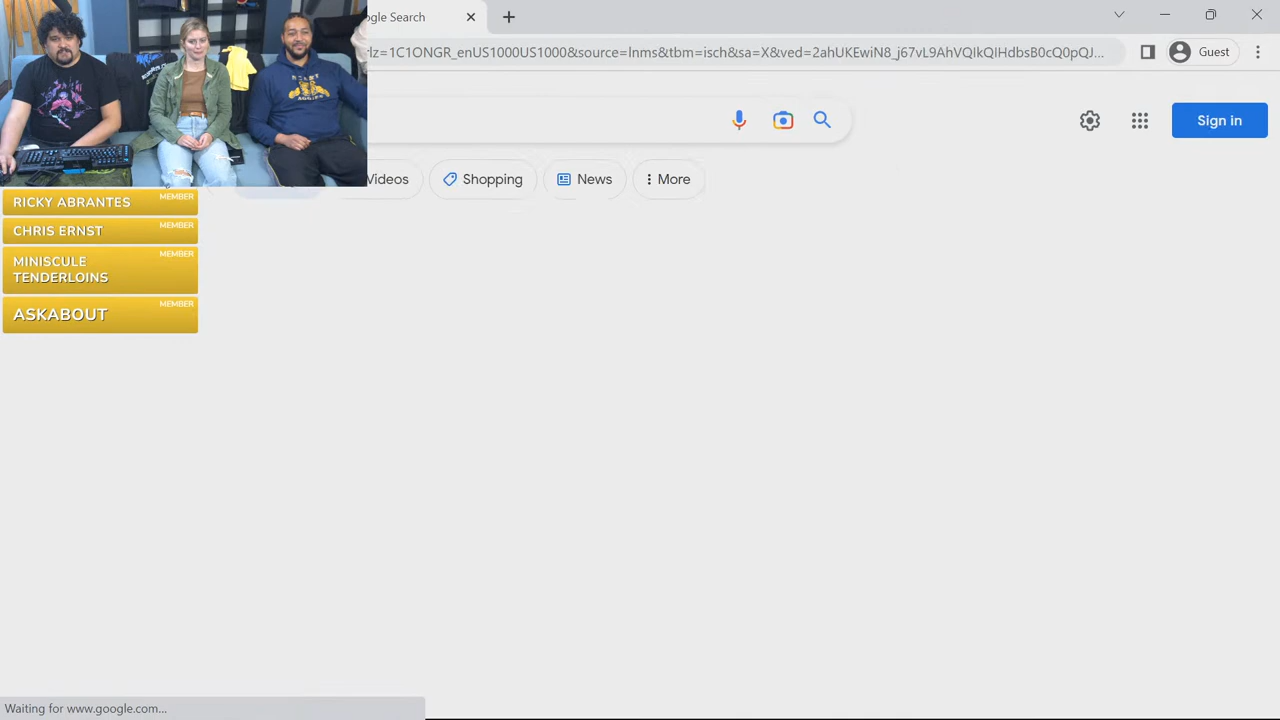 ogle Search
rlz=1C1ONGR_enUS1000US1000&source=lnms&tbm=isch&sa=X&ved=2ahUKEwiN8_j67vL9AhVQIkQIHdbsB0cQ0pQJ...
Guest
Sign in
Videos
Shopping
News
More
RICKY ABRANTES
MEMBER
CHRIS ERNST
MEMBER
MINISCULE
TENDERLOINS
MEMBER
ASKABOUT
MEMBER
Waiting for www.google.com...